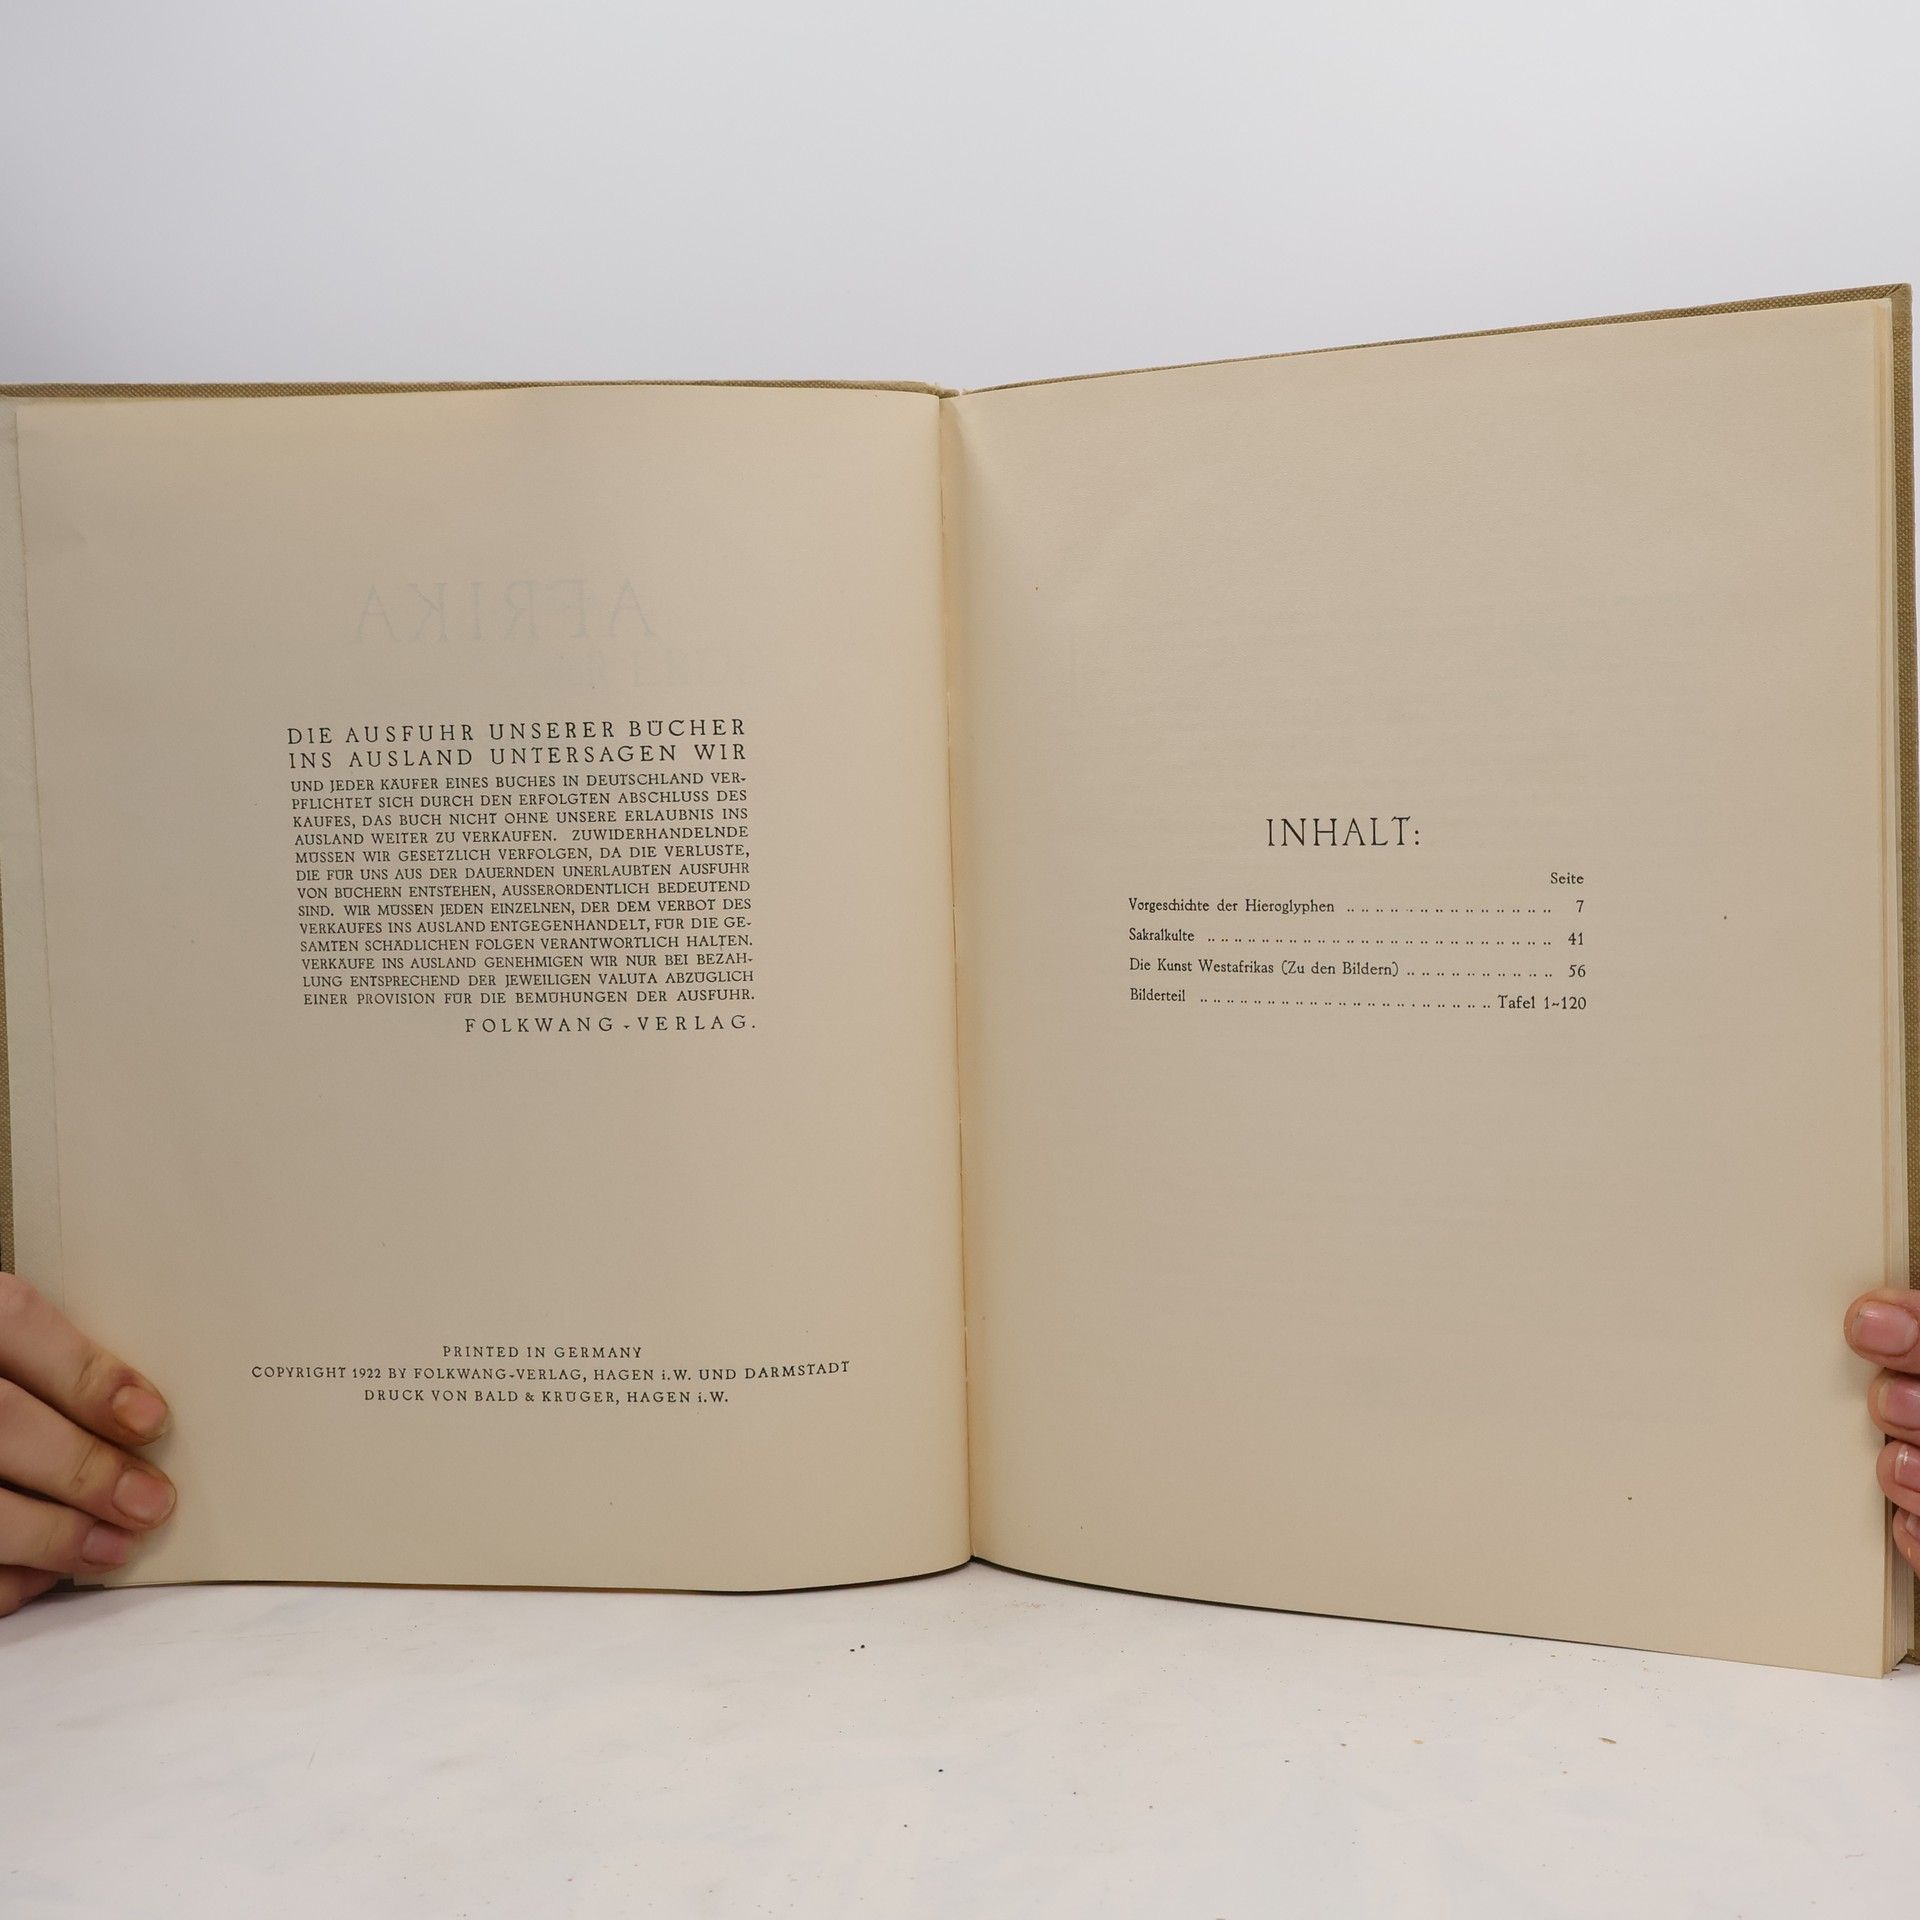 AFRIKA
DIE AUSFUHR UNSERER BÜCHER
INS AUSLAND UNTERSAGEN WIR
UND JEDER KÄUFER EINES BUCHES IN DEUTSCHLAND VER-
PFLICHTET SICH DURCH DEN ERFOLGTEN ABSCHLUSS DES
KAUFES, DAS BUCH NICHT OHNE UNSERE ERLAUBNIS INS
AUSLAND WEITER ZU VERKAUFEN. ZUWIDERHANDELNDE
MÜSSEN WIR GESETZLICH VERFOLGEN, DA DIE VERLUSTE,
DIE FÜR UNS AUS DER DAUERNDEN UNERLAUBTEN AUSFUHR
VON BÜCHERN ENTSTEHEN, AUSSERORDENTLICH BEDEUTEND
SIND. WIR MÜSSEN JEDEN EINZELNEN, DER DEM VERBOT DES
VERKAUFES INS AUSLAND ENTGEGENHANDELT, FÜR DIE GE-
SAMTEN SCHÄDLICHEN FOLGEN VERANTWORTLICH HALTEN.
VERKÄUFE INS AUSLAND GENEHMIGEN WIR NUR BEI BEZAH-
LUNG ENTSPRECHEND DER JEWEILIGEN VALUTA ABZÜGLICH
EINER PROVISION FÜR DIE BEMÜHUNGEN DER AUSFUHR.
FOLKWANG-VERLAG.
PRINTED IN GERMANY
COPYRIGHT 1922 BY FOLKWANG-VERLAG, HAGEN i.W. UND DARMSTADT
DRUCK VON BALD & KRÜGER, HAGEN i.W.
INHALT:
Seite
Vorgeschichte der Hieroglyphen .. .. .. .. .. .. .. .. .. .. .. .. .. .. 7
Sakralkulte .. .. .. .. .. .. .. .. .. .. .. .. .. .. .. .. .. .. .. .. .. .. .. .. 41
Die Kunst Westafrikas (Zu den Bildern) .. .. .. .. .. .. .. .. .. .. 56
Bilderteil .. .. .. .. .. .. .. .. .. .. .. .. .. .. .. .. .. .. .. .. Tafel 1-120